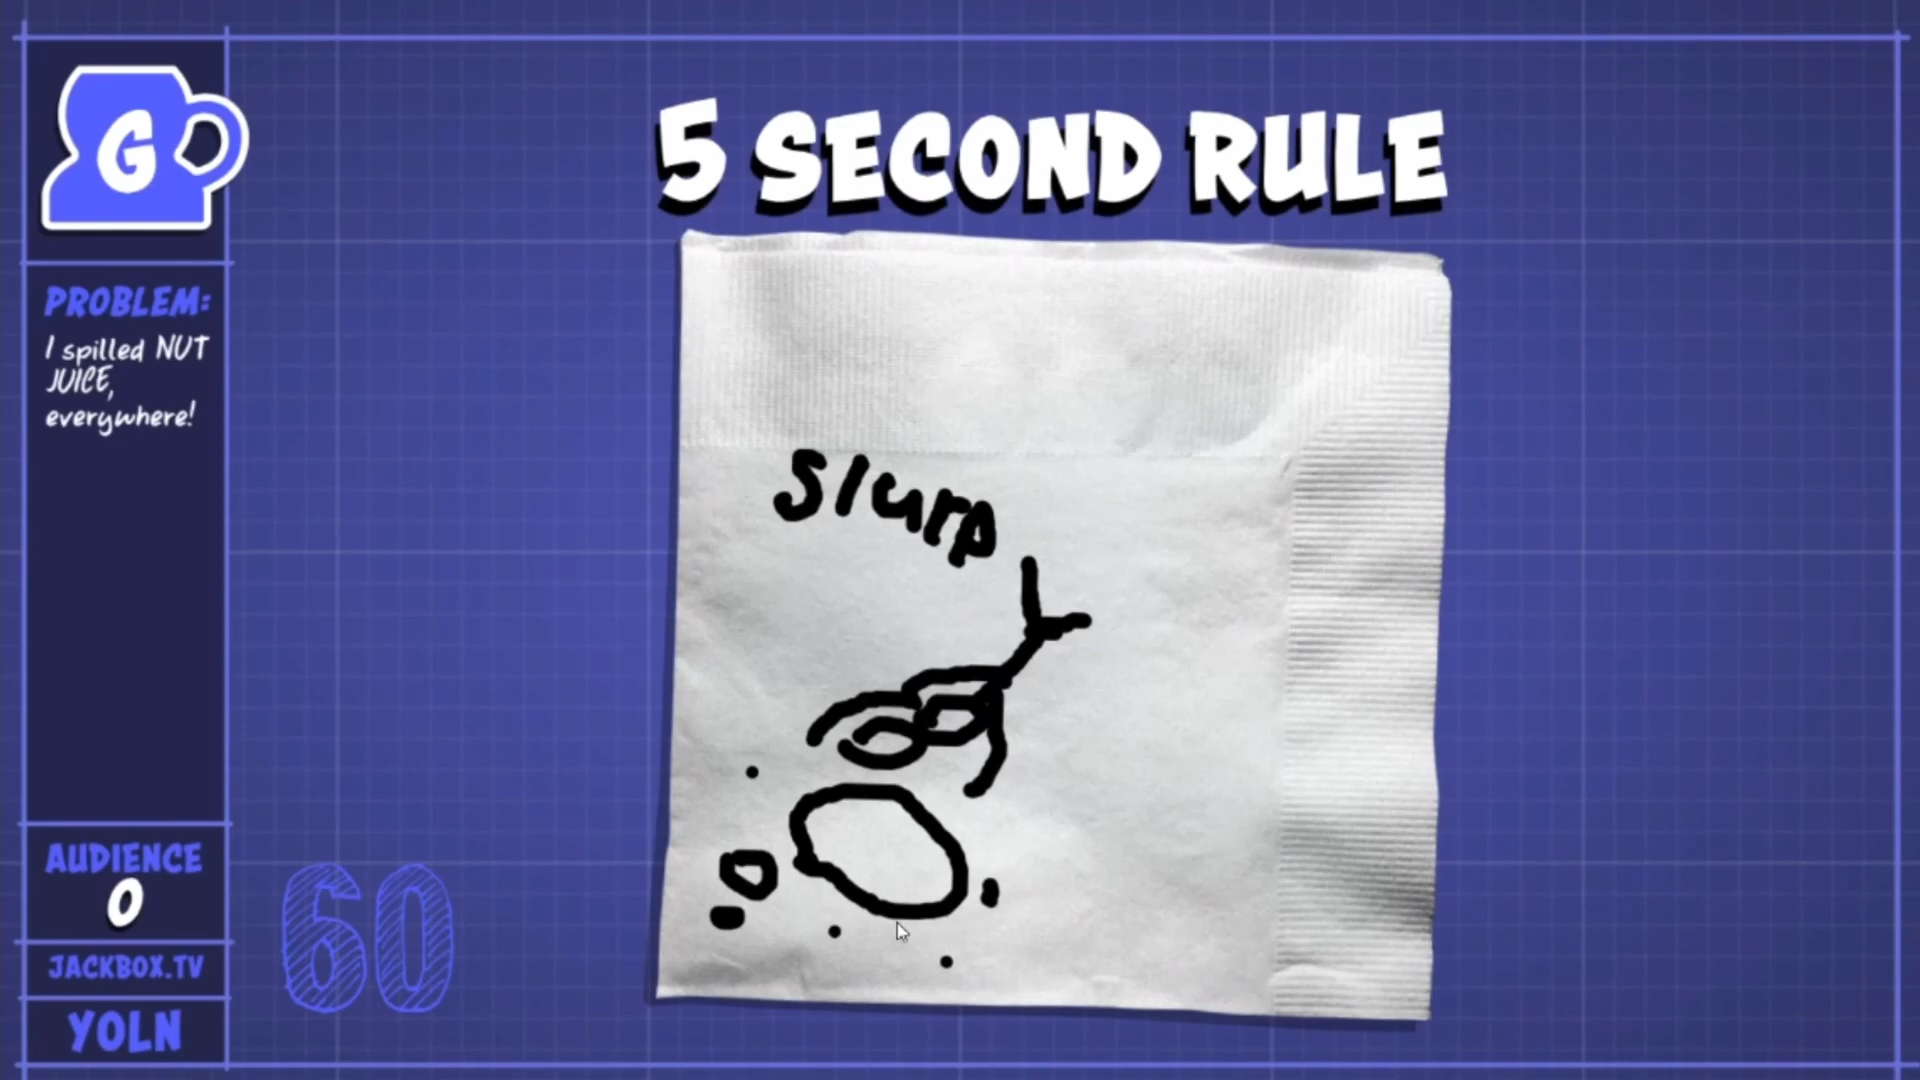 G
5 SECOND RULE
PROBLEM:
I spilled NUT
JUICE,
everywhere!
slurp
AUDIENCE
0
JACKBOX.TV
YOLN
60